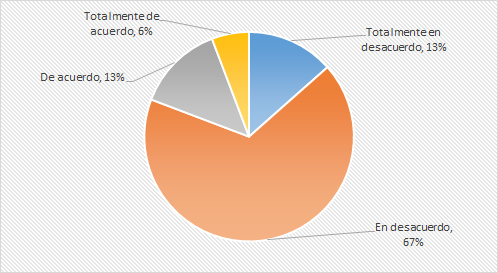 Totalmente de
acuerdo, 6%
Totalmente en
desacuerdo, 13%
De acuerdo, 13%
En desacuerdo,
67%